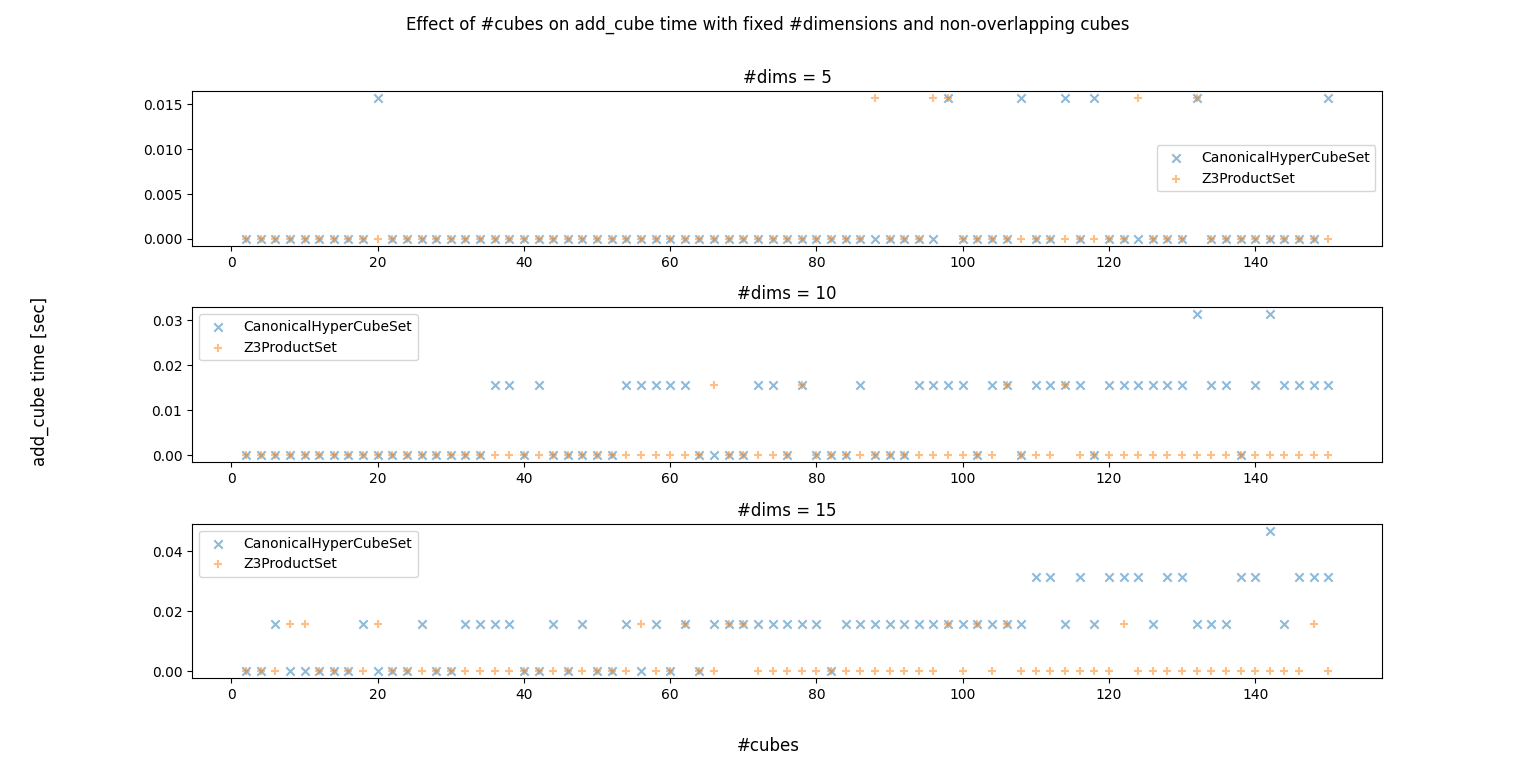 Effect of #cubes on add_cube time with fixed #dimensions and non-overlapping cubes
#dims = 5
0.015
0.010
0.005
0.000
CanonicalHyperCubeSet
Z3ProductSet
0 20 40 60 80 100 120 140
#dims = 10
0.03
0.02
0.01
0.00
CanonicalHyperCubeSet
Z3ProductSet
0 20 40 60 80 100 120 140
add_cube time [sec]
#dims = 15
0.04
0.02
0.00
CanonicalHyperCubeSet
Z3ProductSet
0 20 40 60 80 100 120 140
#cubes